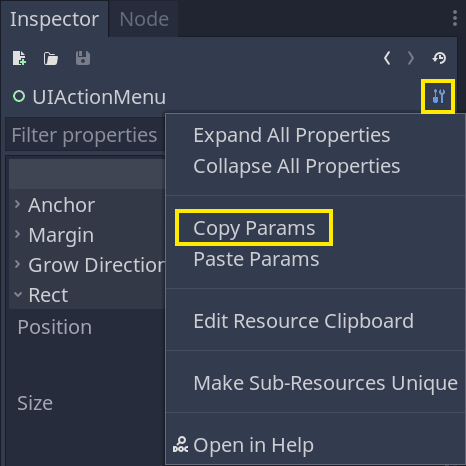 Inspector Node
UIActionMenu
Filter properties
Expand All Properties
Collapse All Properties
Anchor
Copy Params
Margin
Paste Params
Grow Direction
Rect
Position
Edit Resource Clipboard
Make Sub-Resources Unique
Size
DOC Open in Help